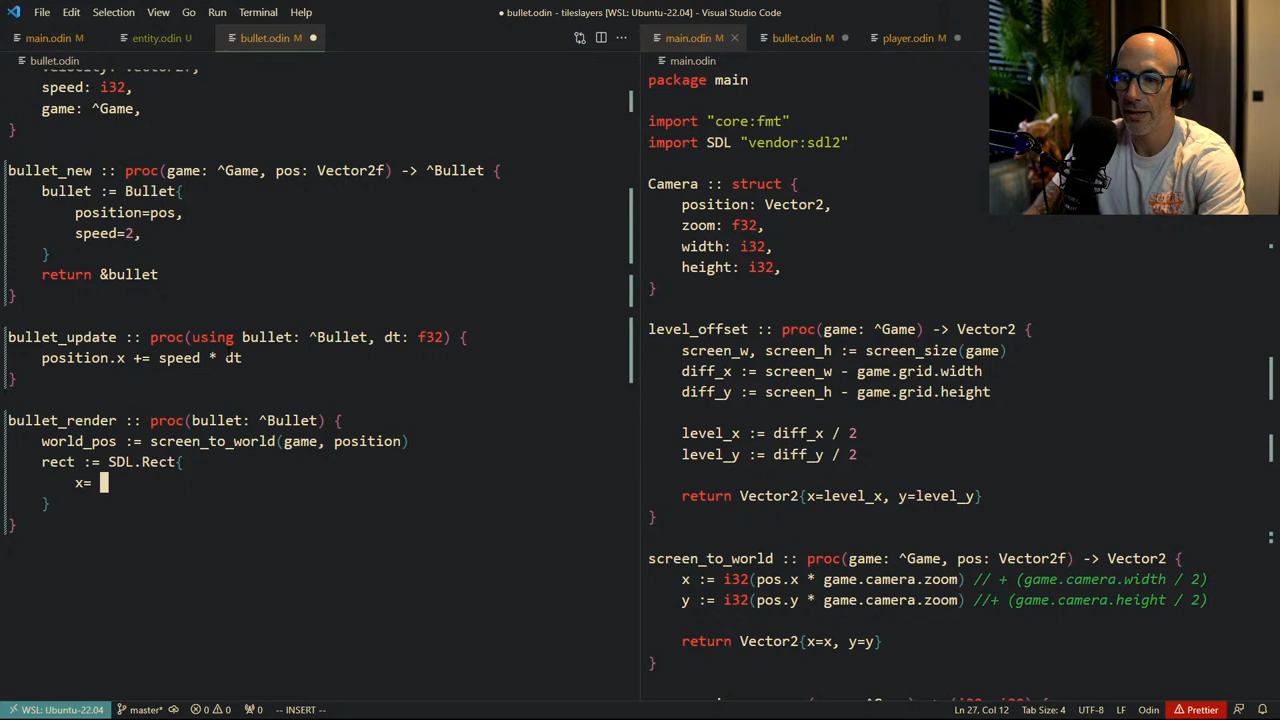 File Edit Selection View Go Run Terminal Help
● bullet.odin - tileslayers [WSL: Ubuntu-22.04] - Visual Studio Code
main.odin M entity.odin U bullet.odin M ●
bullet.odin
velocity: Vector2f,
speed: i32,
game: ^Game,
}
bullet_new :: proc(game: ^Game, pos: Vector2f) -> ^Bullet {
bullet := Bullet{
position=pos,
speed=2,
}
return &bullet
}
bullet_update :: proc(using bullet: ^Bullet, dt: f32) {
position.x += speed * dt
}
bullet_render :: proc(bullet: ^Bullet) {
world_pos := screen_to_world(game, position)
rect := SDL.Rect{
x=
}
}
main.odin M bullet.odin M ● player.odin M ●
main.odin
package main
import "core:fmt"
import SDL "vendor:sdl2"
Camera :: struct {
position: Vector2,
zoom: f32,
width: i32,
height: i32,
}
level_offset :: proc(game: ^Game) -> Vector2 {
screen_w, screen_h := screen_size(game)
diff_x := screen_w - game.grid.width
diff_y := screen_h - game.grid.height
level_x := diff_x / 2
level_y := diff_y / 2
return Vector2{x=level_x, y=level_y}
}
screen_to_world :: proc(game: ^Game, pos: Vector2f) -> Vector2 {
x := i32(pos.x * game.camera.zoom) // + (game.camera.width / 2)
y := i32(pos.y * game.camera.zoom) //+ (game.camera.height / 2)
return Vector2{x=x, y=y}
}
WSL: Ubuntu-22.04 master* 0 0 0 -- INSERT -- Ln 27, Col 12 Tab Size: 4 UTF-8 LF Odin Prettier